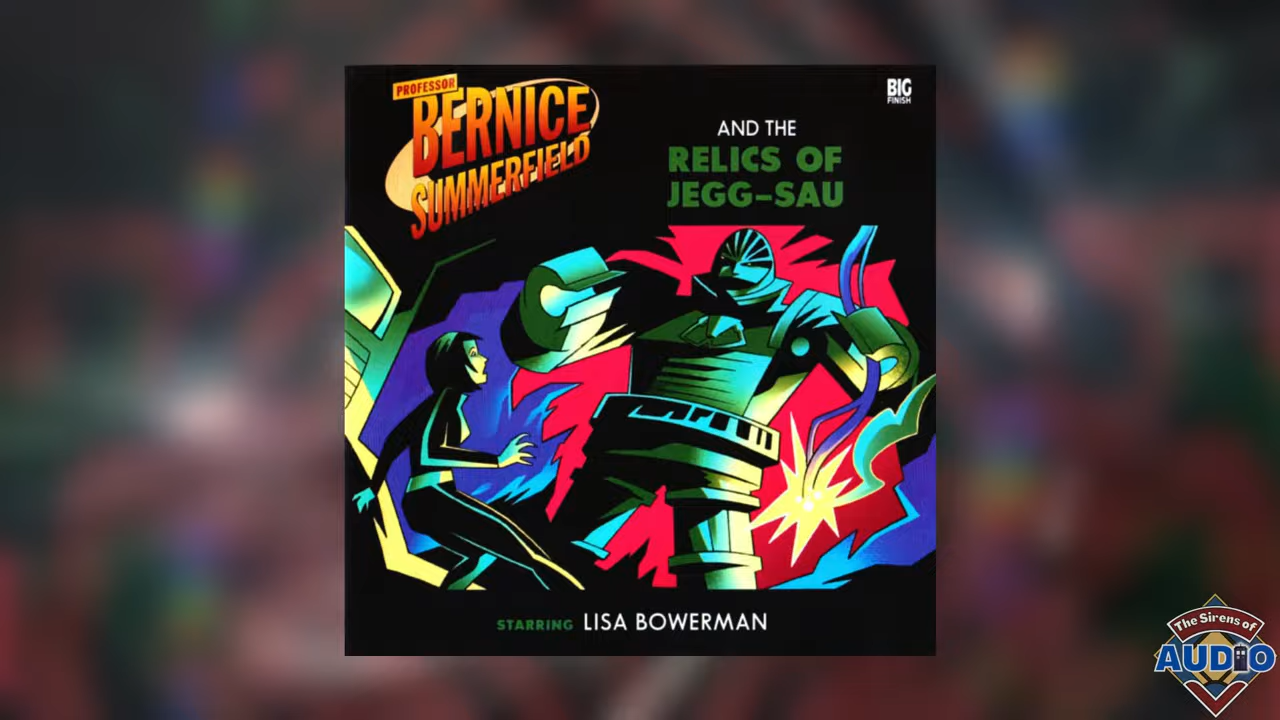 PROFESSOR
BERNICE
SUMMERFIELD
BIG
FINISH
AND THE
RELICS OF
JEGG-SAU
STARRING LISA BOWERMAN
The Sirens of
AUDIO